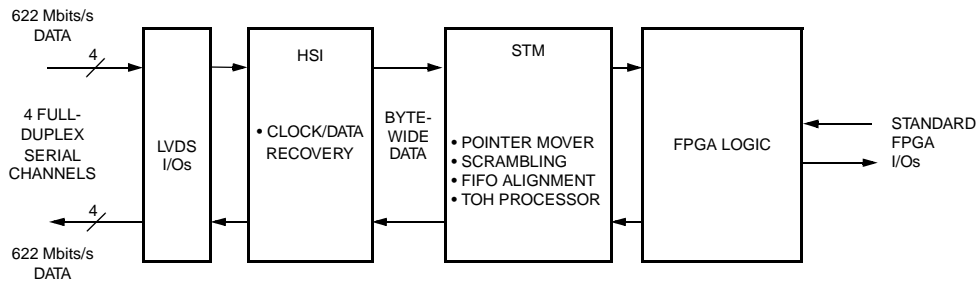 622 Mbits/s
DATA
4
4 FULL-
DUPLEX
SERIAL
CHANNELS
4
622 Mbits/s
DATA
LVDS
I/Os
HSI
• CLOCK/DATA
RECOVERY
BYTE-
WIDE
DATA
STM
• POINTER MOVER
• SCRAMBLING
• FIFO ALIGNMENT
• TOH PROCESSOR
FPGA LOGIC
STANDARD
FPGA
I/Os